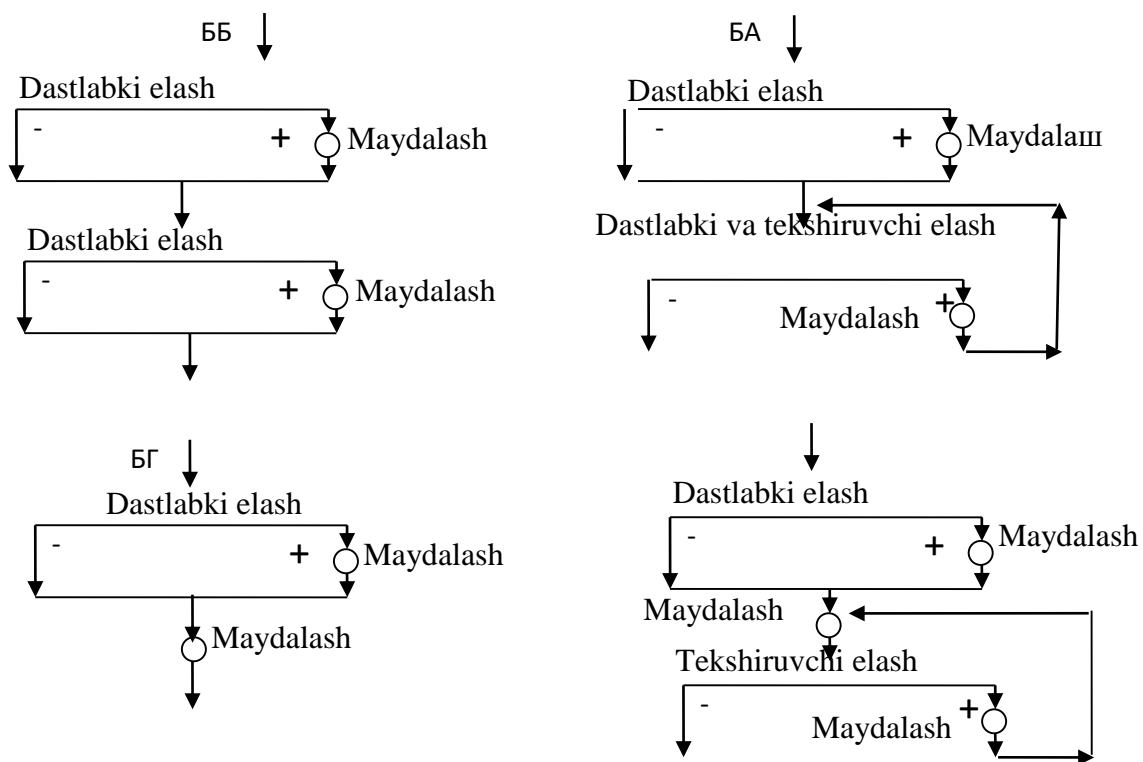 ББ
Dastlabki elash
-
+
Maydalash
Dastlabki elash
-
+
Maydalash
БА
Dastlabki elash
-
+
Maydalaш
Dastlabki va tekshiruvchi elash
-
+
Maydalash
БГ
Dastlabki elash
-
+
Maydalash
Maydalash
Dastlabki elash
-
+
Maydalash
Maydalash
Tekshiruvchi elash
-
+
Maydalash